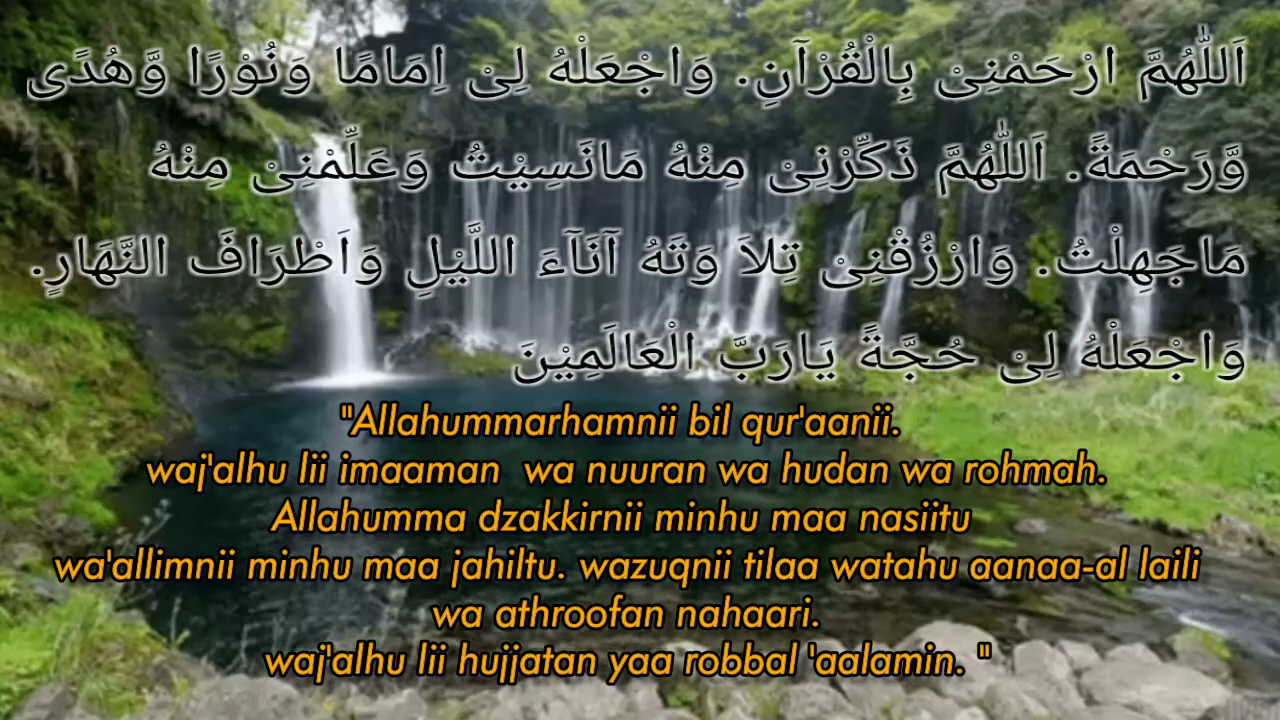 اَللّٰهُمَّ ارْحَمْنِىْ بِالْقُرْآنِ. وَاجْعَلْهُ لِىْ اِمَامًا وَنُوْرًا وَّهُدًى
وَّرَحْمَةً. اَللّٰهُمَّ ذَكِّرْنِىْ مِنْهُ مَانَسِيْتُ وَعَلِّمْنِىْ مِنْهُ
مَاجَهِلْتُ. وَارْزُقْنِىْ تِلاَ وَتَهُ آنَآءَ اللَّيْلِ وَاَطْرَافَ النَّهَارِ.
وَاجْعَلْهُ لِىْ حُجَّةً يَارَبَّ الْعَالَمِيْنَ
"Allahummarhamnii bil qur'aanii.
waj'alhu lii imaaman wa nuuran wa hudan wa rohmah.
Allahumma dzakkirnii minhu maa nasiitu
wa'allimnii minhu maa jahiltu. wazuqnii tilaa watahu aanaa-al laili
wa athroofan nahaari.
waj'alhu lii hujjatan yaa robbal 'aalamin. "